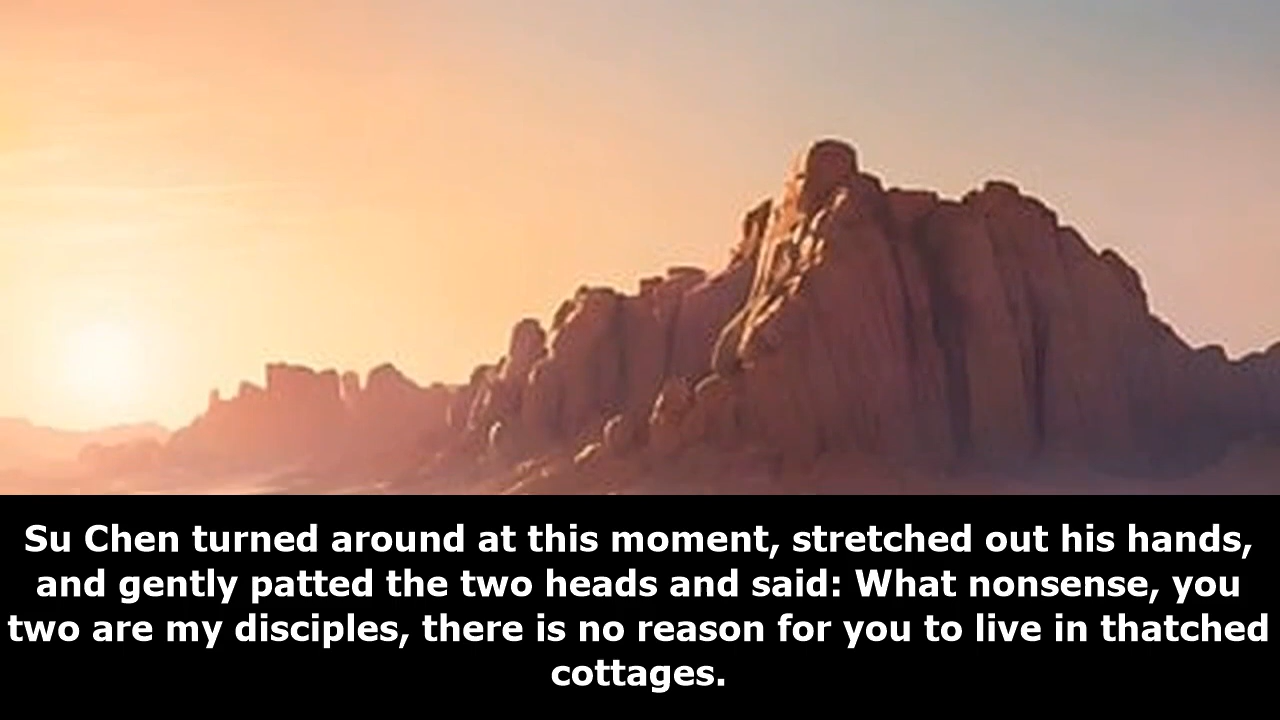 Su Chen turned around at this moment, stretched out his hands,
and gently patted the two heads and said: What nonsense, you
two are my disciples, there is no reason for you to live in thatched
cottages.